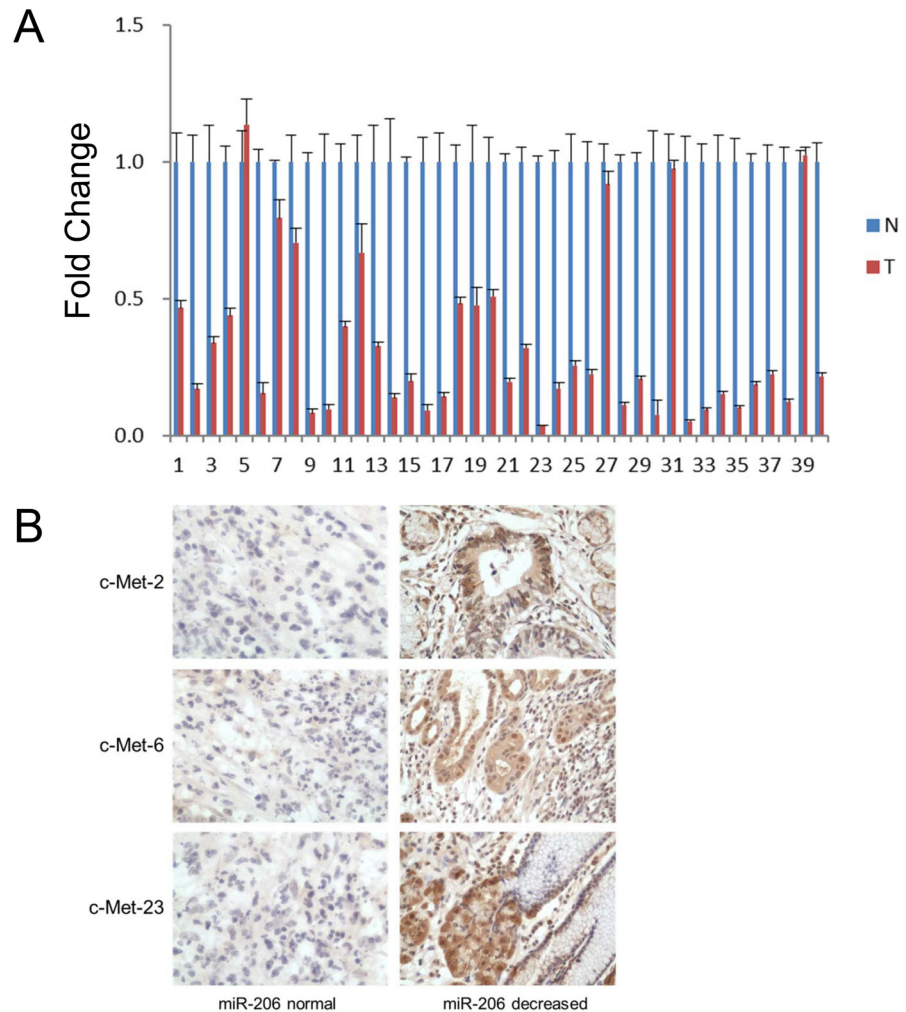 A
1.5
1.0
0.5
0.0
Fold Change
N
T
1 3 5 7 9 11 13 15 17 19 21 23 25 27 29 31 33 35 37 39
B
c-Met-2
c-Met-6
c-Met-23
miR-206 normal miR-206 decreased